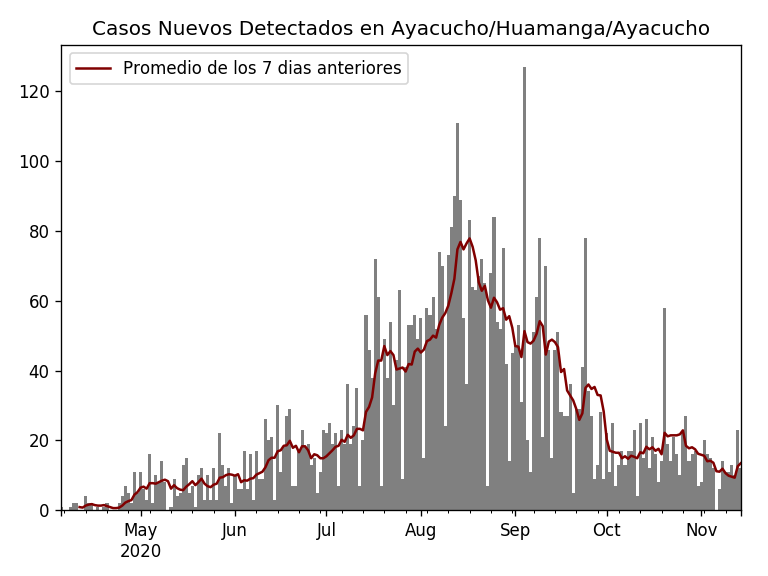 Casos Nuevos Detectados en Ayacucho/Huamanga/Ayacucho
Promedio de los 7 dias anteriores
120
100
80
60
40
20
0
May Jun Jul Aug Sep Oct Nov
2020